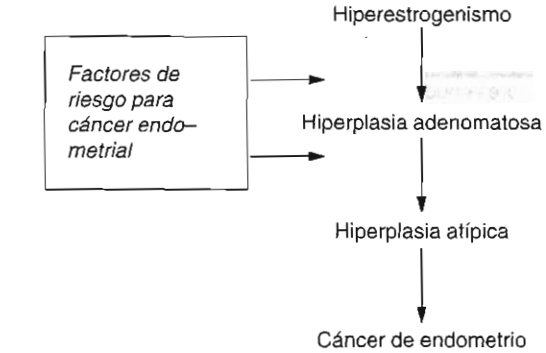 Hiperestrogenismo
Factores de
riesgo para
cáncer endo–
metrial
Hiperplasia adenomatosa
Hiperplasia atípica
Cáncer de endometrio